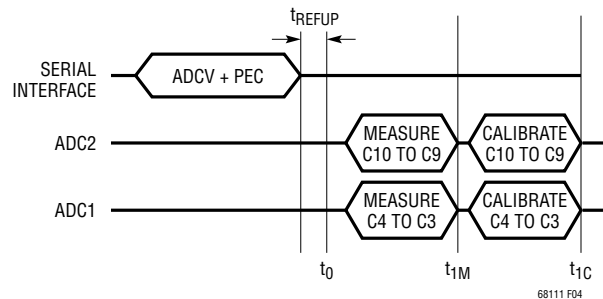 tREFUP
SERIAL
INTERFACE
ADCV + PEC
ADC2
MEASURE
C10 TO C9
CALIBRATE
C10 TO C9
ADC1
MEASURE
C4 TO C3
CALIBRATE
C4 TO C3
t0
t1M
t1C
68111 F04